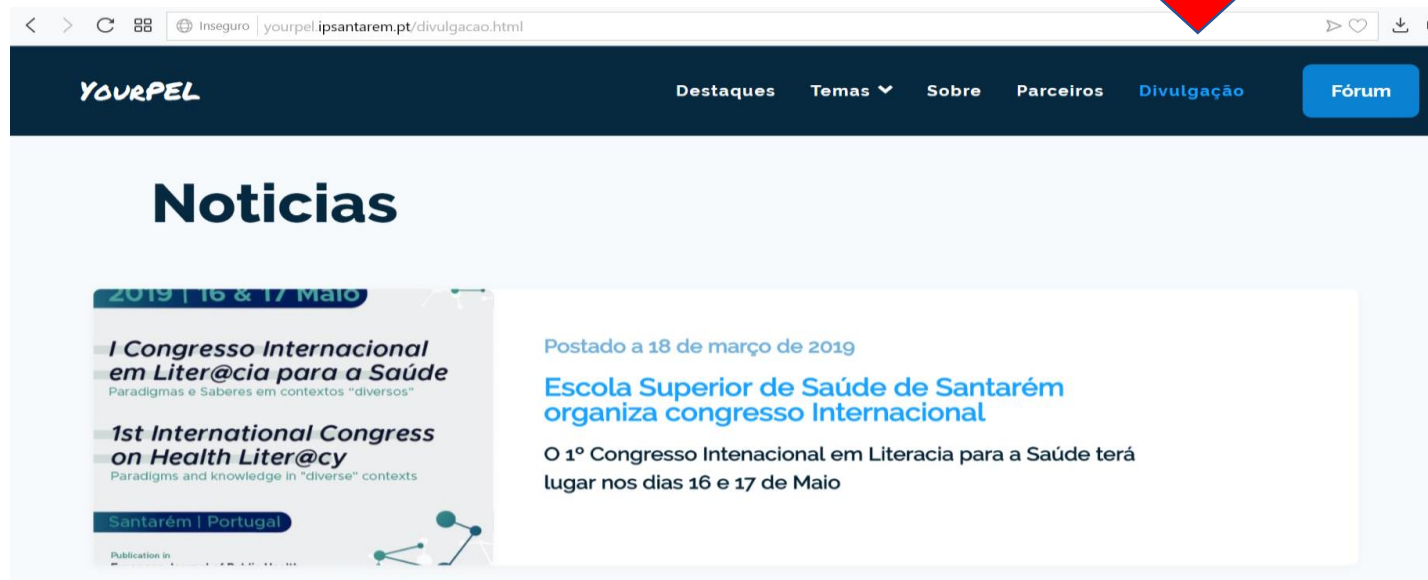 Inseguro yourpel.ipsantarem.pt/divulgacao.html
YourPEL
Destaques Temas Sobre Parceiros Divulgação Fórum
Noticias
2019 | 16 & 17 Maio
I Congresso Internacional
em Liter@cia para a Saúde
Paradigmas e Saberes em contextos "diversos"
1st International Congress
on Health Liter@cy
Paradigms and knowledge in "diverse" contexts
Santarém | Portugal
Publication in
Postado a 18 de março de 2019
Escola Superior de Saúde de Santarém
organiza congresso Internacional
O 1º Congresso Intenacional em Literacia para a Saúde terá
lugar nos dias 16 e 17 de Maio